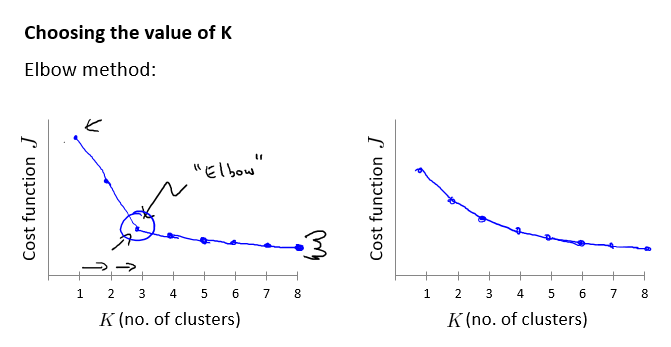 Choosing the value of K
Elbow method:
"Elbow"
Cost function J
1 2 3 4 5 6 7 8
K (no. of clusters)
Cost function J
1 2 3 4 5 6 7 8
K (no. of clusters)